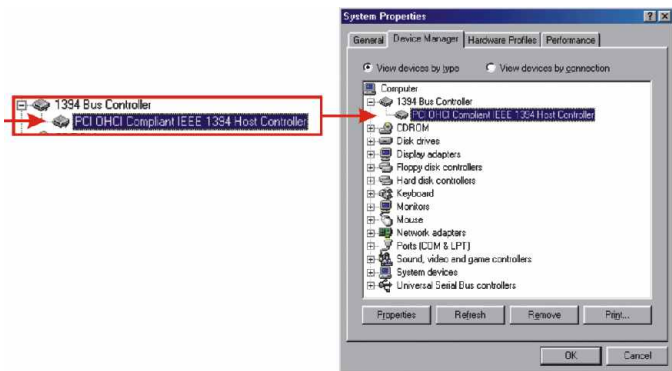 1394 Bus Controller
PCI OHCI Compliant IEEE 1394 Host Controller
System Properties
General
Device Manager
Hardware Profiles
Performance
View devices by type
View devices by connection
Computer
1394 Bus Controller
PCI OHCI Compliant IEEE 1394 Host Controller
CDROM
Disk drives
Display adapters
Floppy disk controllers
Hard disk controllers
Keyboard
Monitors
Mouse
Network adapters
Ports (COM & LPT)
Sound, video and game controllers
System devices
Universal Serial Bus controllers
Properties
Refresh
Remove
Print...
OK
Cancel